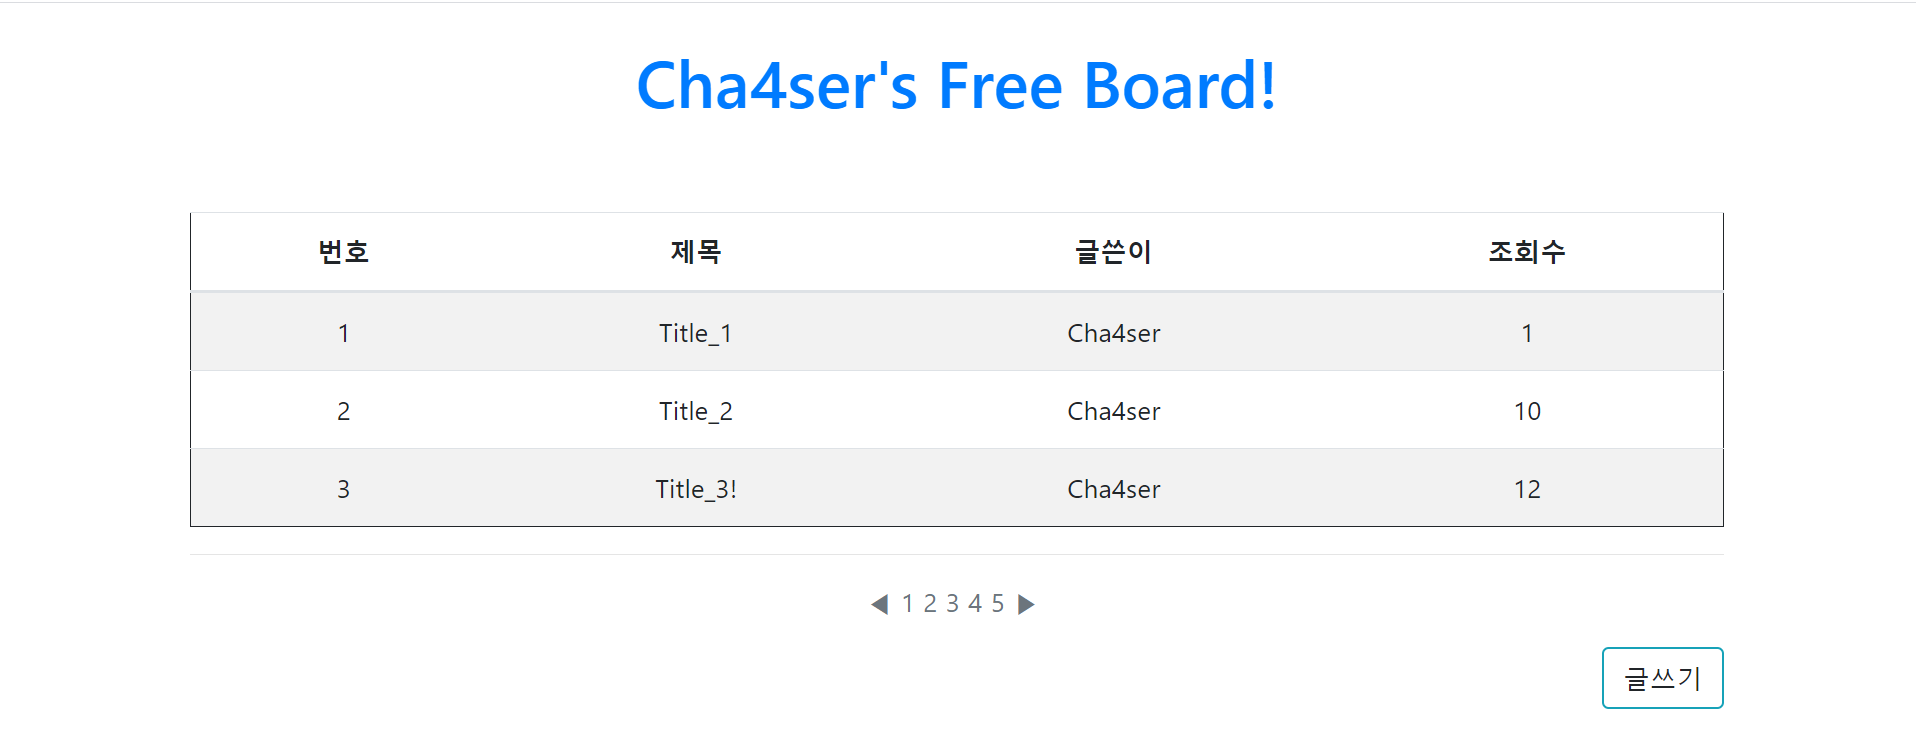 Cha4ser's Free Board!
번호 제목 글쓴이 조회수
1 Title_1 Cha4ser 1
2 Title_2 Cha4ser 10
3 Title_3! Cha4ser 12
◀ 1 2 3 4 5 ▶
글쓰기